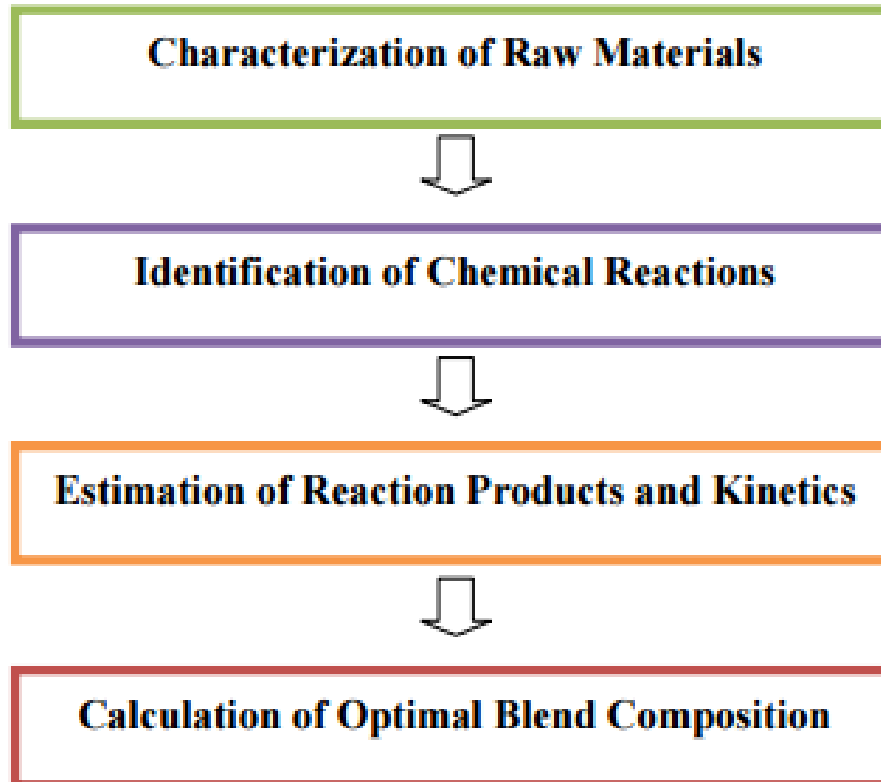 Characterization of Raw Materials
Identification of Chemical Reactions
Estimation of Reaction Products and Kinetics
Calculation of Optimal Blend Composition